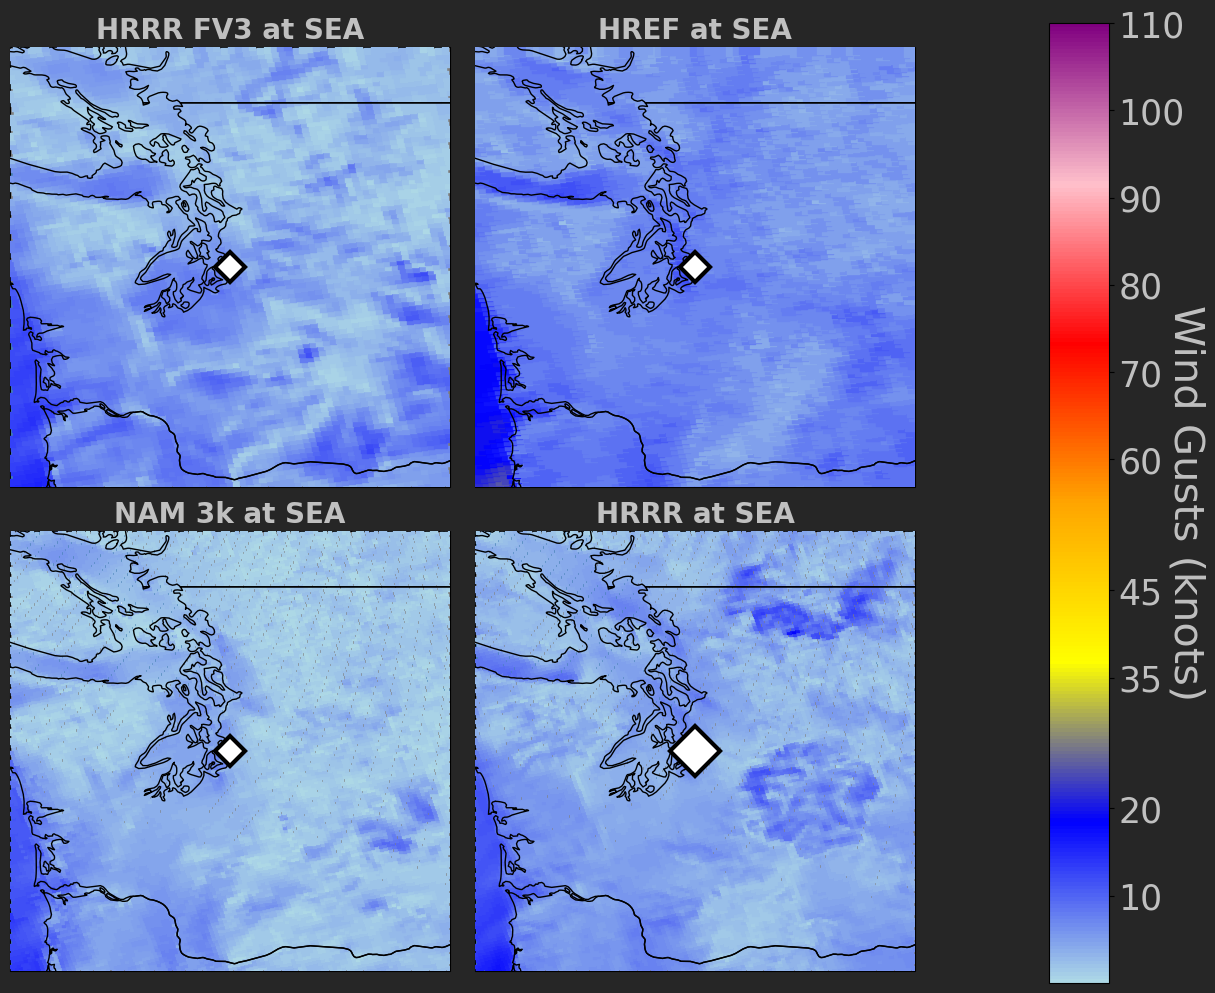 HRRR FV3 at SEA
HREF at SEA
NAM 3k at SEA
HRRR at SEA
110
100
90
80
70
60
45
35
20
10
Wind Gusts (knots)